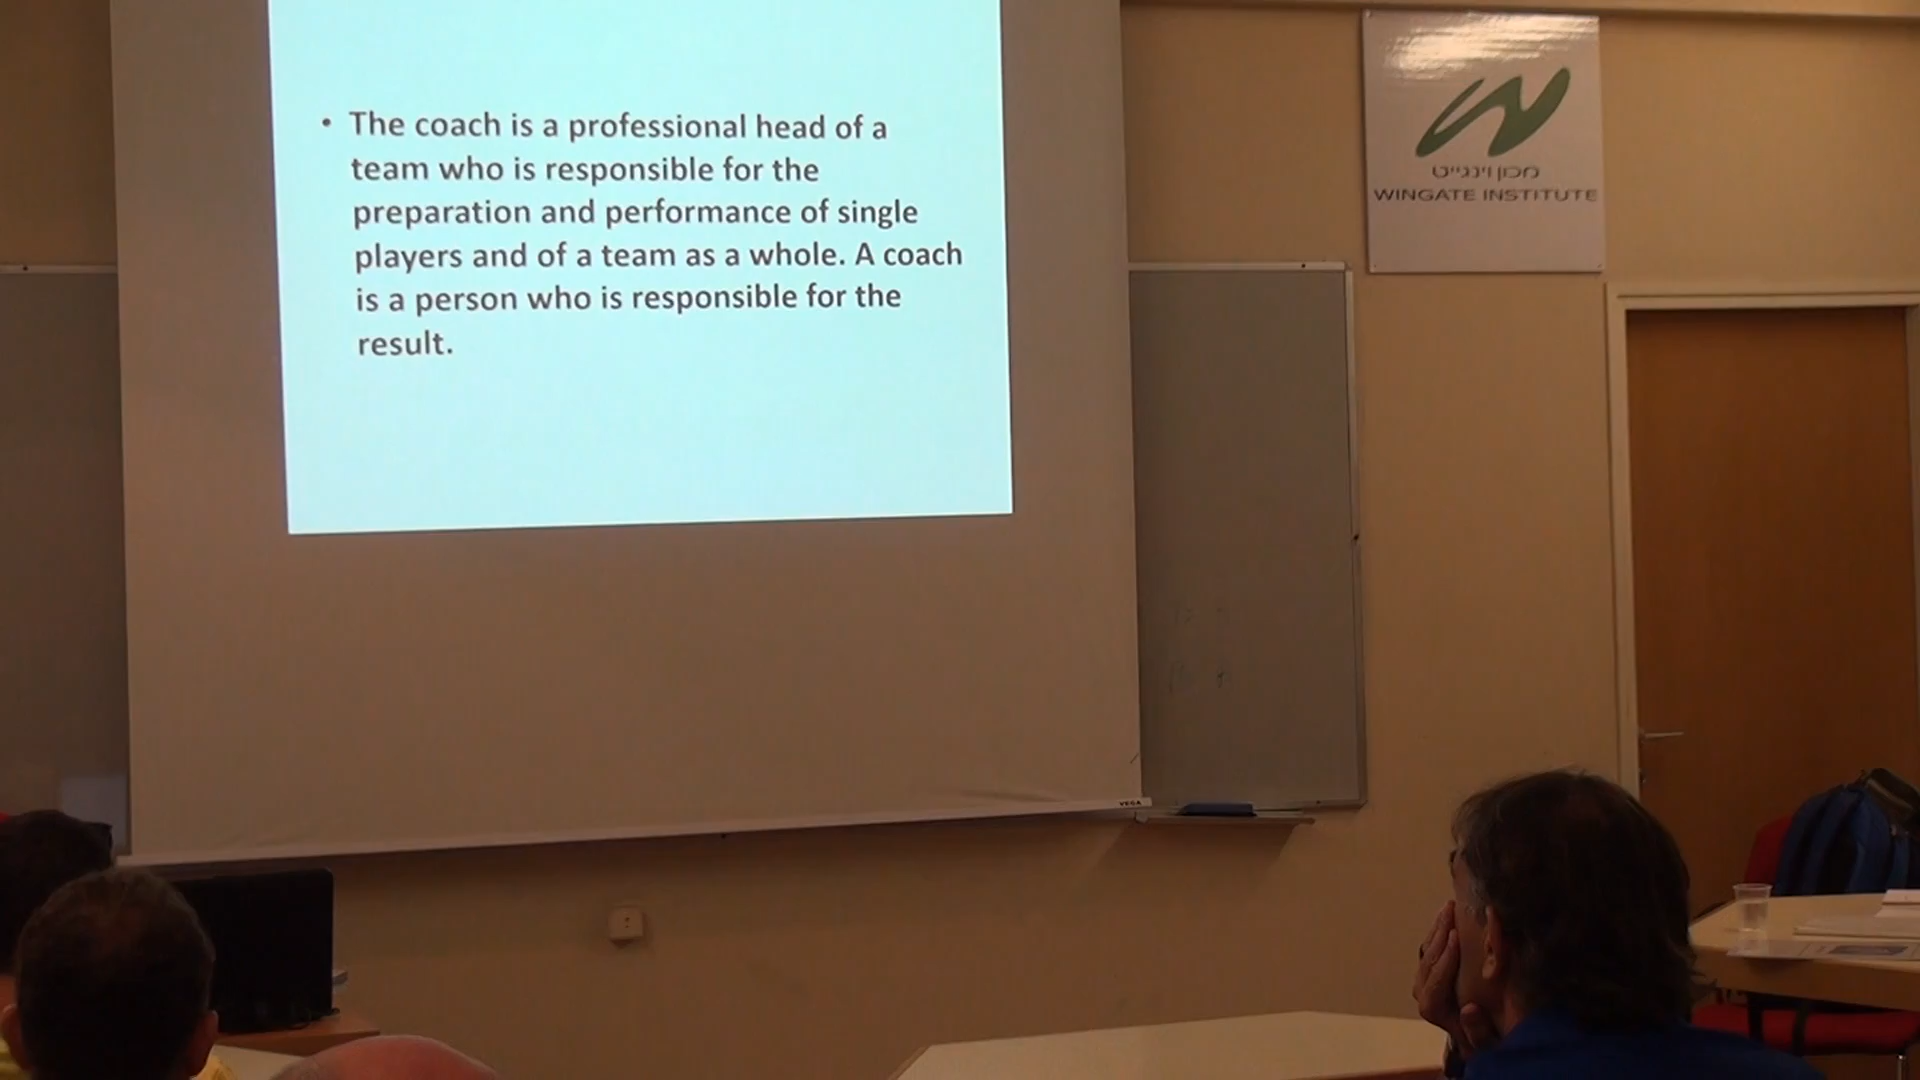 • The coach is a professional head of a
team who is responsible for the
preparation and performance of single
players and of a team as a whole. A coach
is a person who is responsible for the
result.
מכון וינגייט
WINGATE INSTITUTE
VEGA